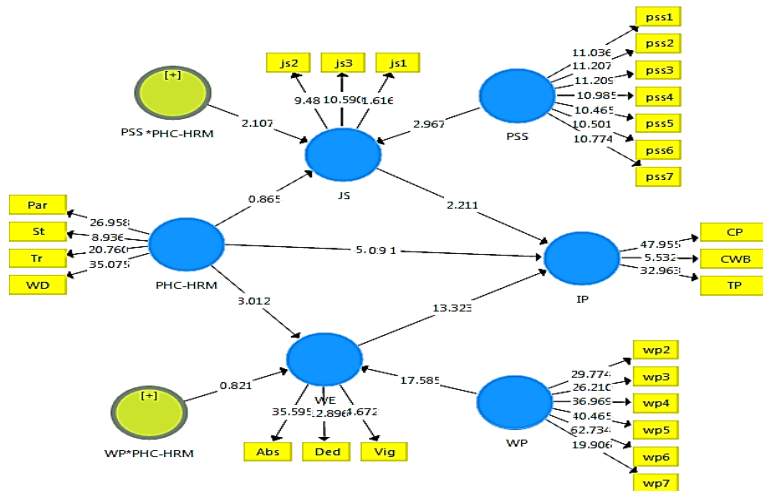 pss1
11.036
pss2
11.207
[+]
js2
js3
js1
pss3
11.209
9.48
10.590
1.616
pss4
10.985
PSS *PHC-HRM
2.107
2.967
PSS
10.465
pss5
10.501
pss6
10.774
pss7
JS
0.865
2.211
Par
26.958
St
8.936
Tr
20.760
WD
35.075
PHC-HRM
5.091
IP
47.955
CP
5.532
CWB
32.963
TP
3.012
13.323
[+]
0.821
WE
17.585
WP
WP*PHC-HRM
35.595
2.896
4.672
Abs
Ded
Vig
29.774
wp2
26.210
wp3
36.969
wp4
40.465
wp5
62.734
wp6
19.906
wp7